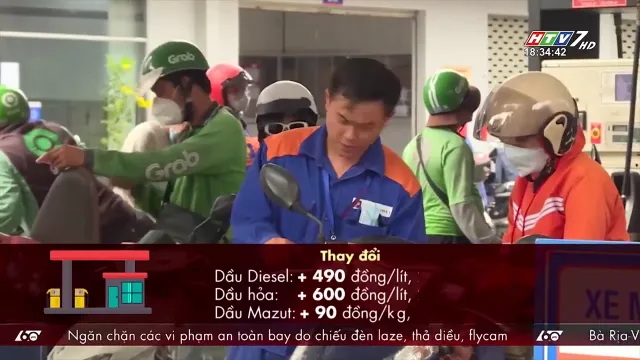 HTV7 HD
18:34:42
Grab
Grab
Thay đổi
Dầu Diesel: + 490 đồng/lít,
Dầu hỏa: + 600 đồng/lít,
Dầu Mazut: + 90 đồng/kg,
XE M
60 Ngăn chặn các vi phạm an toàn bay do chiếu đèn laze, thả diều, flycam 60 Bà Rịa-V